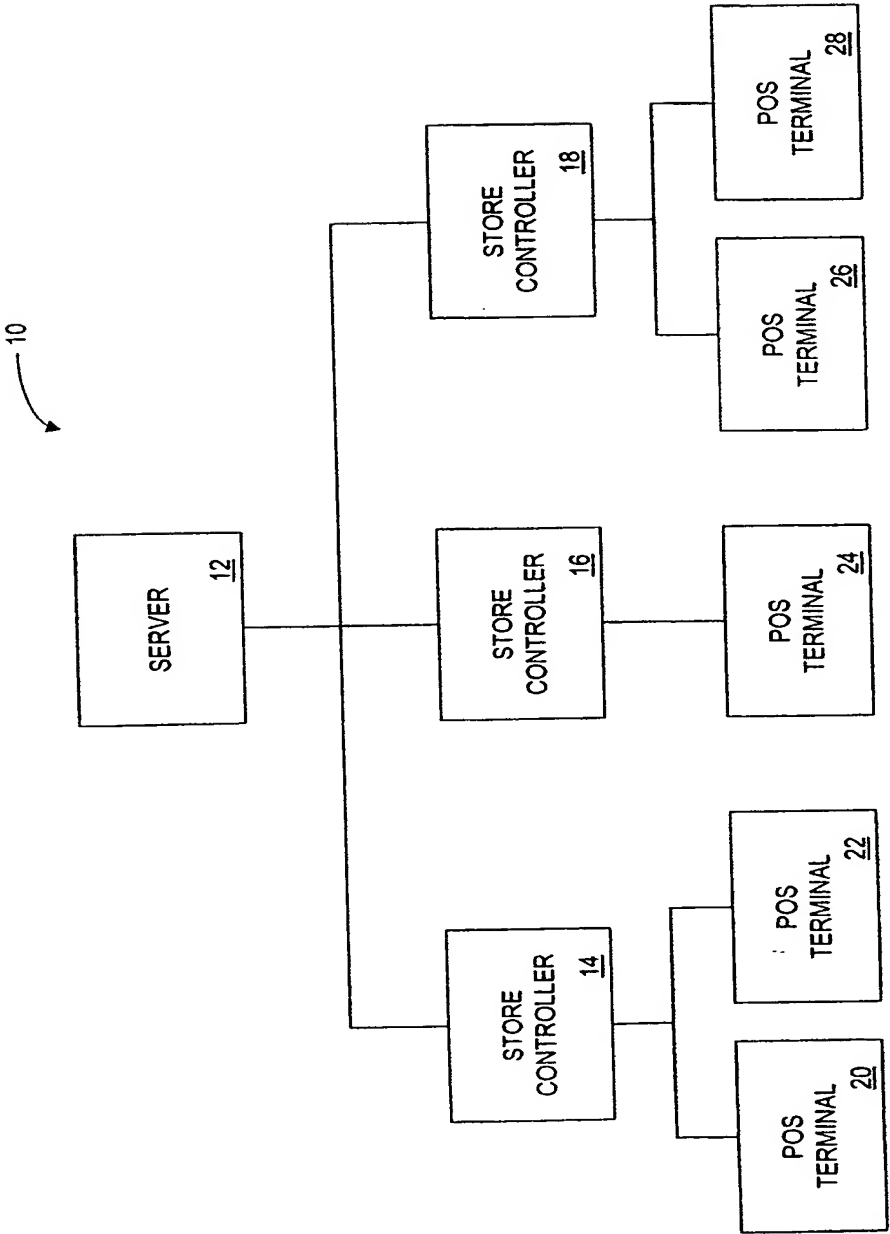 10
SERVER
12
STORE
CONTROLLER
14
STORE
CONTROLLER
16
STORE
CONTROLLER
18
POS
TERMINAL
20
POS
TERMINAL
22
POS
TERMINAL
24
POS
TERMINAL
26
POS
TERMINAL
28